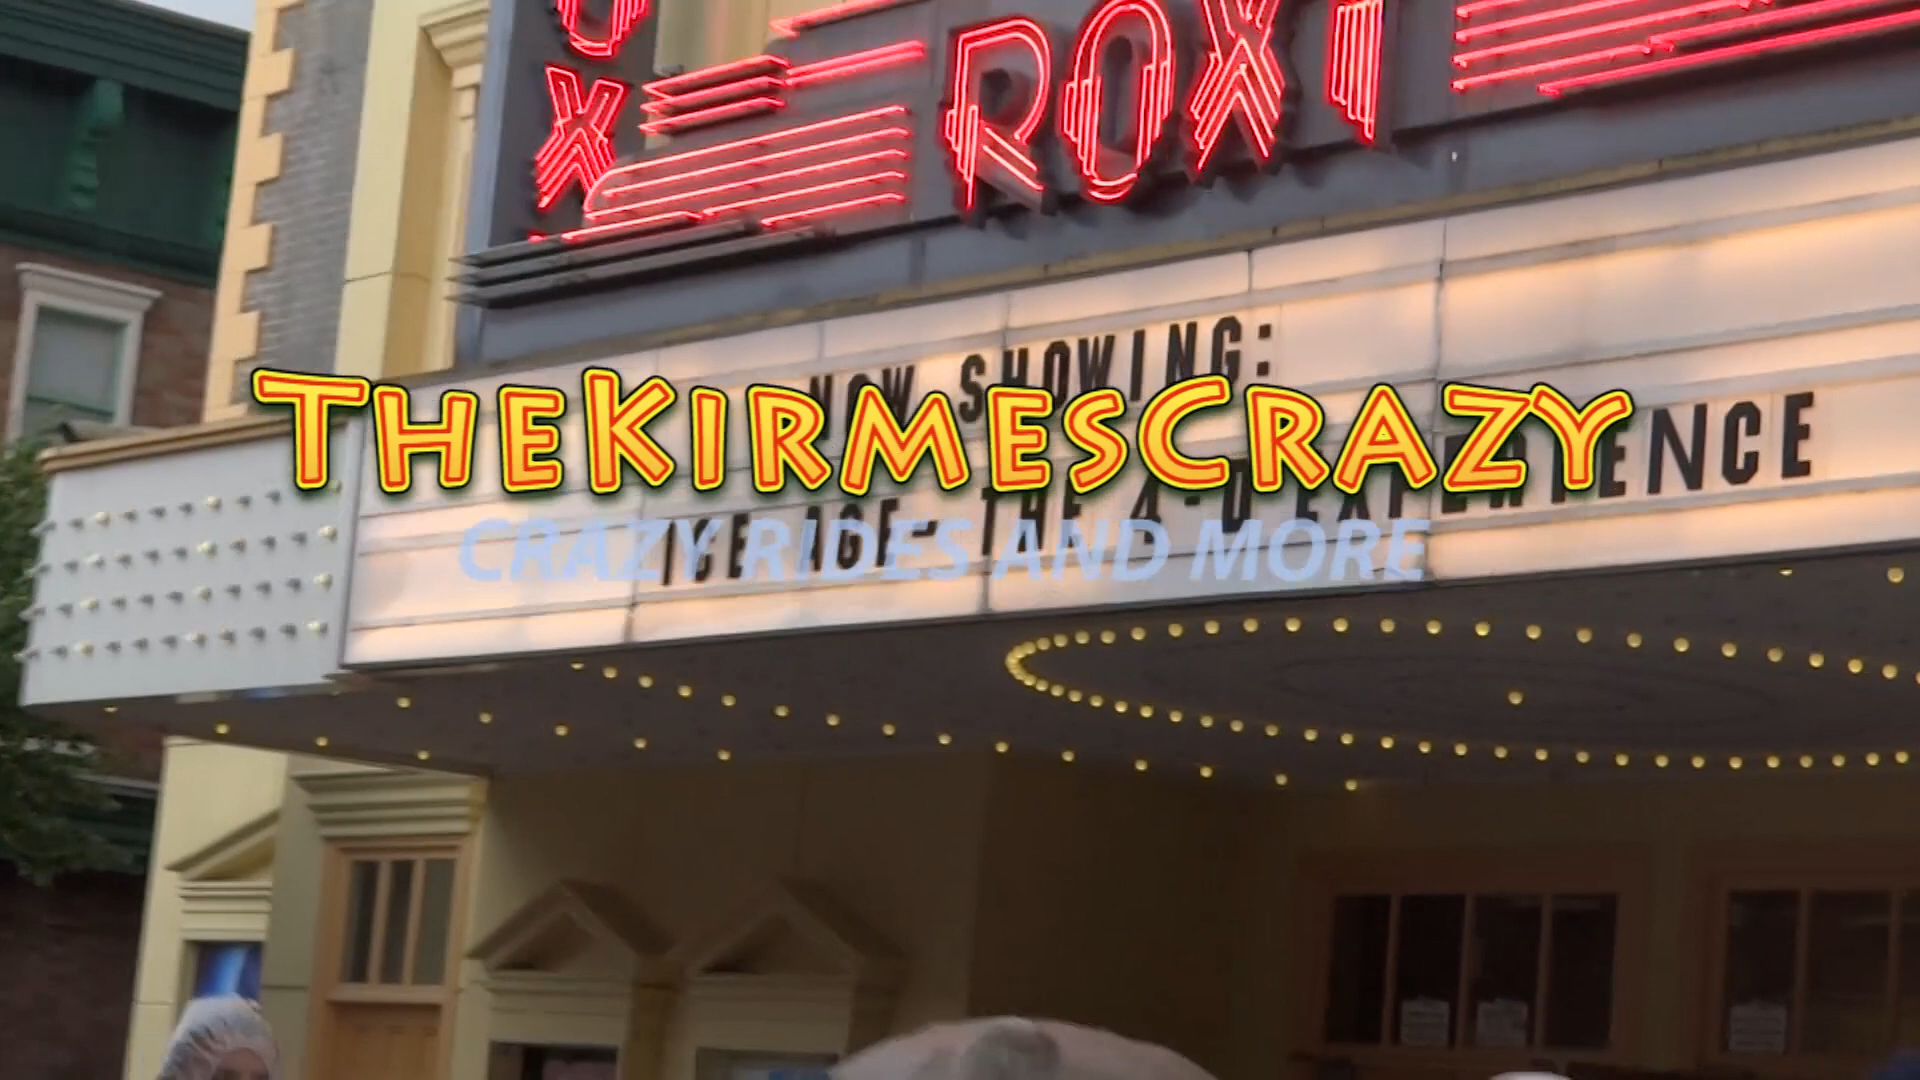 ROXY
NOW SHOWING:
TheKirmesCrazy
ICE AGE- THE 4-D EXPERIENCE
CRAZY RIDES AND MORE